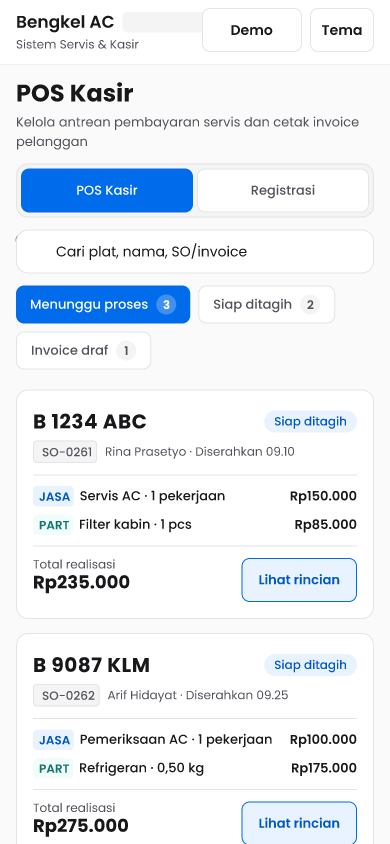 Bengkel AC
Sistem Servis & Kasir
Demo
Tema
POS Kasir
Kelola antrean pembayaran servis dan cetak invoice
pelanggan
POS Kasir
Registrasi
Cari plat, nama, SO/invoice
Menunggu proses 3
Siap ditagih 2
Invoice draf 1
B 1234 ABC
Siap ditagih
SO-0261 Rina Prasetyo · Diserahkan 09.10
JASA Servis AC · 1 pekerjaan Rp150.000
PART Filter kabin · 1 pcs Rp85.000
Total realisasi
Rp235.000
Lihat rincian
B 9087 KLM
Siap ditagih
SO-0262 Arif Hidayat · Diserahkan 09.25
JASA Pemeriksaan AC · 1 pekerjaan Rp100.000
PART Refrigeran · 0,50 kg Rp175.000
Total realisasi
Rp275.000
Lihat rincian